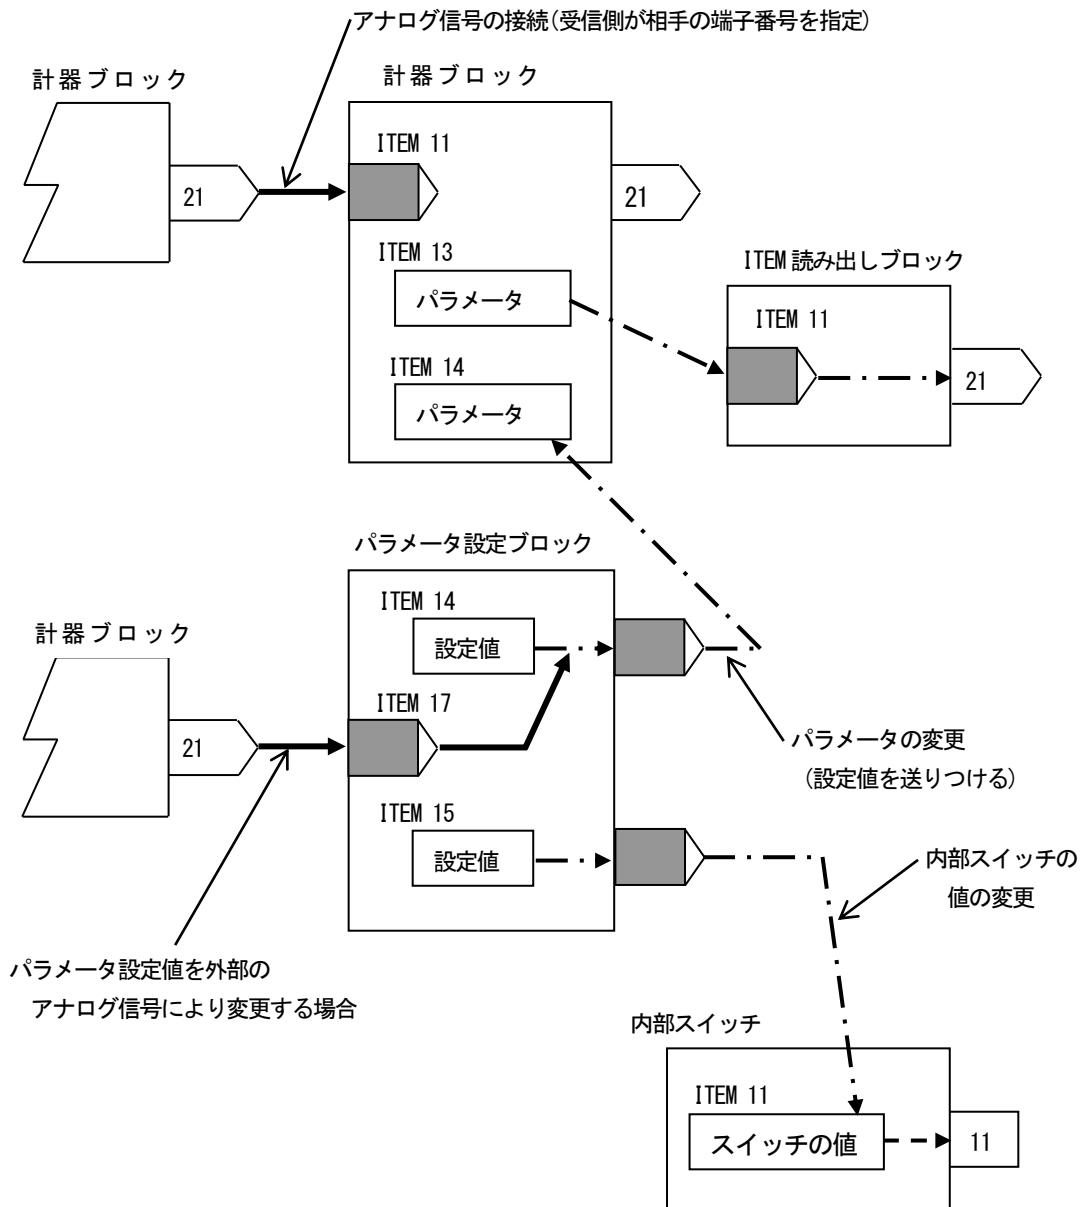 アナログ信号の接続(受信側が相手の端子番号を指定)
計器ブロック
計器ブロック
ITEM 11
21
21
ITEM 13
パラメータ
ITEM 読み出しブロック
ITEM 11
21
ITEM 14
パラメータ
パラメータ設定ブロック
計器ブロック
ITEM 14
設定値
ITEM 17
21
パラメータの変更
(設定値を送りつける)
ITEM 15
設定値
内部スイッチの
値の変更
パラメータ設定値を外部の
アナログ信号により変更する場合
内部スイッチ
ITEM 11
スイッチの値
11